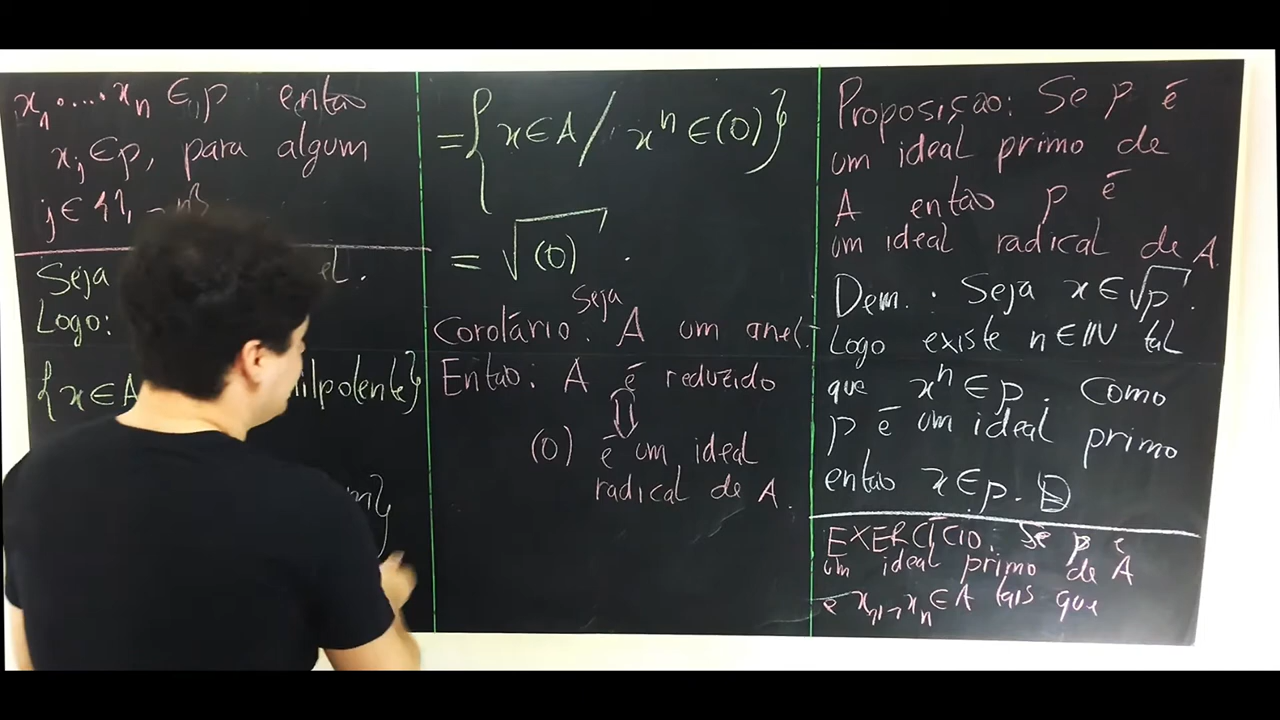 x₁.....xₙ ∈ p então
xⱼ ∈ p, para algum
j ∈ {1,
Seja
Logo:
{x ∈ A nilpotente}
= {x ∈ A / xⁿ ∈ (0)}
= √(0) .
Seja
Corolário: A um anel.
Então: A é reduzido
⇕
(0) é um ideal
radical de A.
Proposição: Se p é
um ideal primo de
A então p é
um ideal radical de A.
Dem.: Seja x ∈ √p.
Logo existe n ∈ ℕ tal
que xⁿ ∈ p. Como
p é um ideal primo
então x ∈ p. □
EXERCÍCIO: Se p é
um ideal primo de A
e x₁,..,xₙ ∈ A tais que